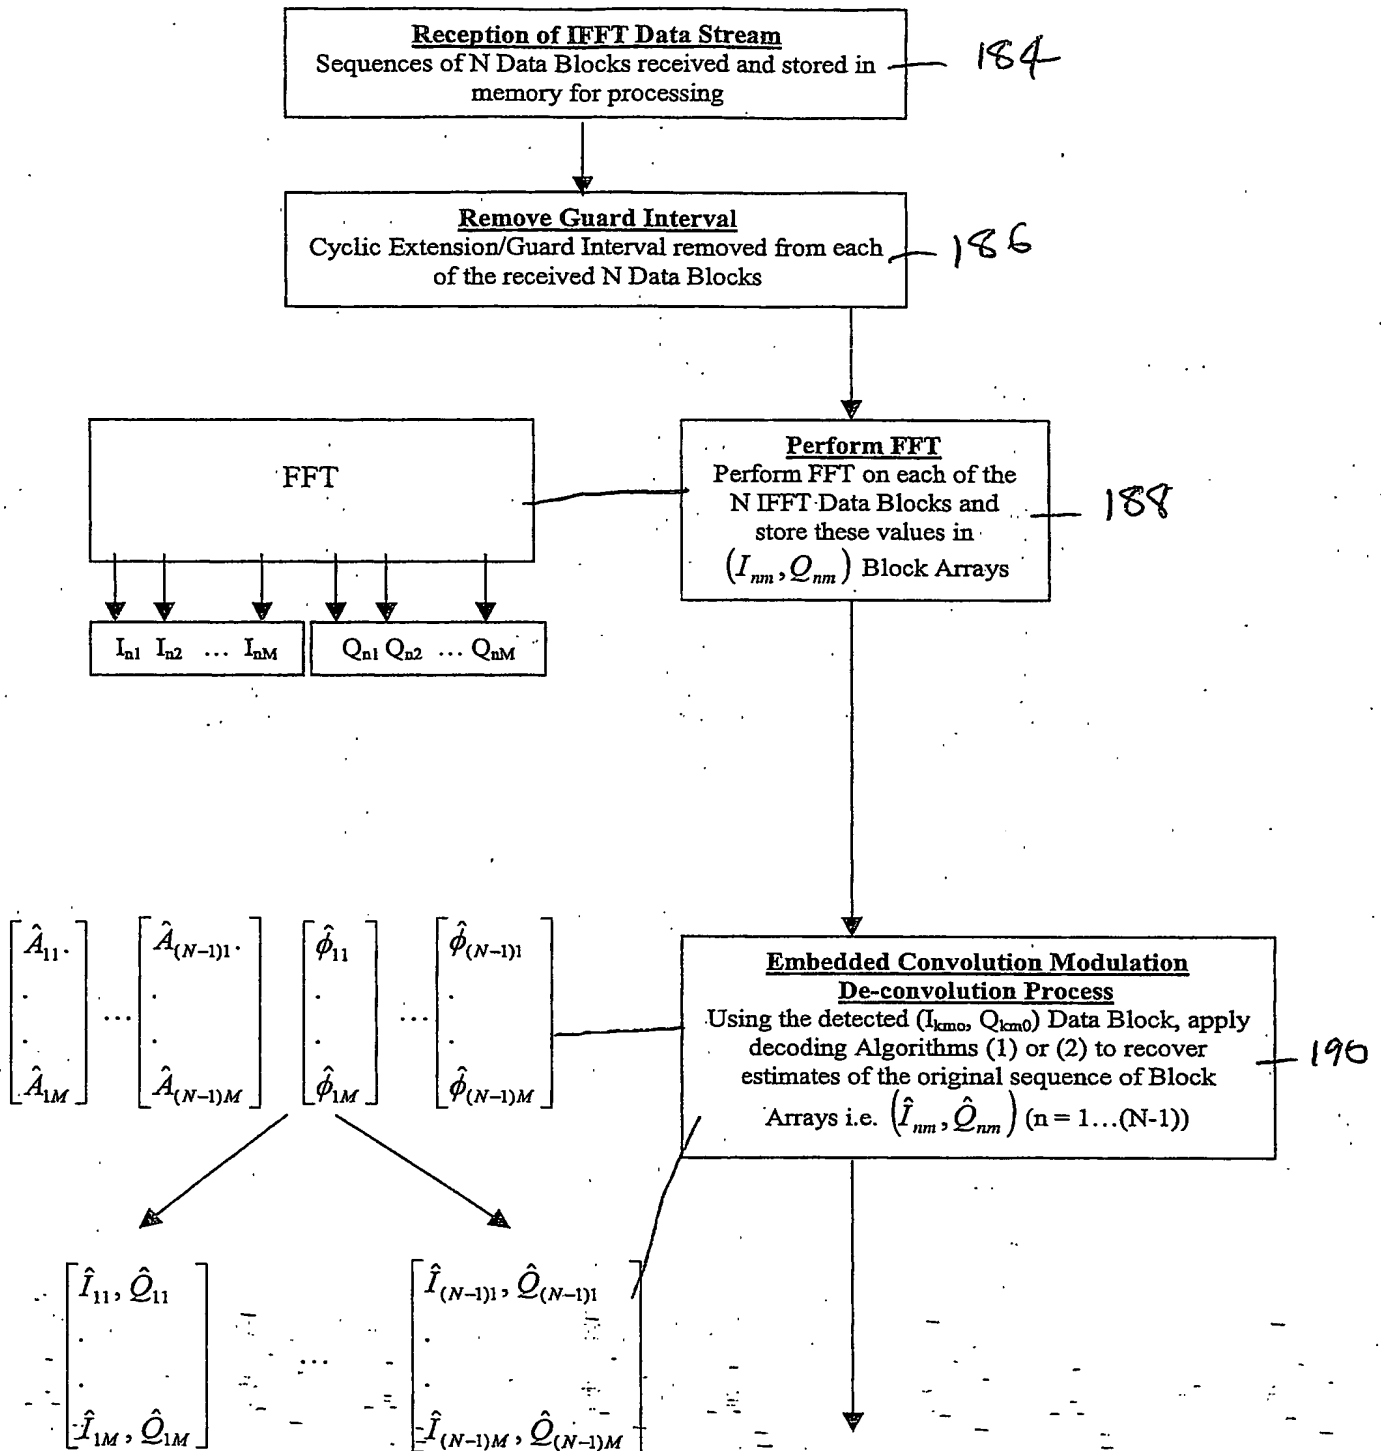 Reception of IFFT Data Stream
Sequences of N Data Blocks received and stored in
memory for processing
184
Remove Guard Interval
Cyclic Extension/Guard Interval removed from each
of the received N Data Blocks
186
FFT
Perform FFT
Perform FFT on each of the
N IFFT Data Blocks and
store these values in
(I_nm, Q_nm) Block Arrays
188
I_n1 I_n2 ... I_nM
Q_n1 Q_n2 ... Q_nM
Â_11 Â_(N-1)1 φ̂_11 φ̂_(N-1)1
. . . .
... ...
. . . .
Â_1M Â_(N-1)M φ̂_1M φ̂_(N-1)M
Embedded Convolution Modulation
De-convolution Process
Using the detected (I_kmo, Q_km0) Data Block, apply
decoding Algorithms (1) or (2) to recover
estimates of the original sequence of Block
Arrays i.e. (Î_nm, Q̂_nm) (n = 1...(N-1))
190
Î_11, Q̂_11 Î_(N-1)1, Q̂_(N-1)1
. .
...
. .
Î_1M, Q̂_1M Î_(N-1)M, Q̂_(N-1)M